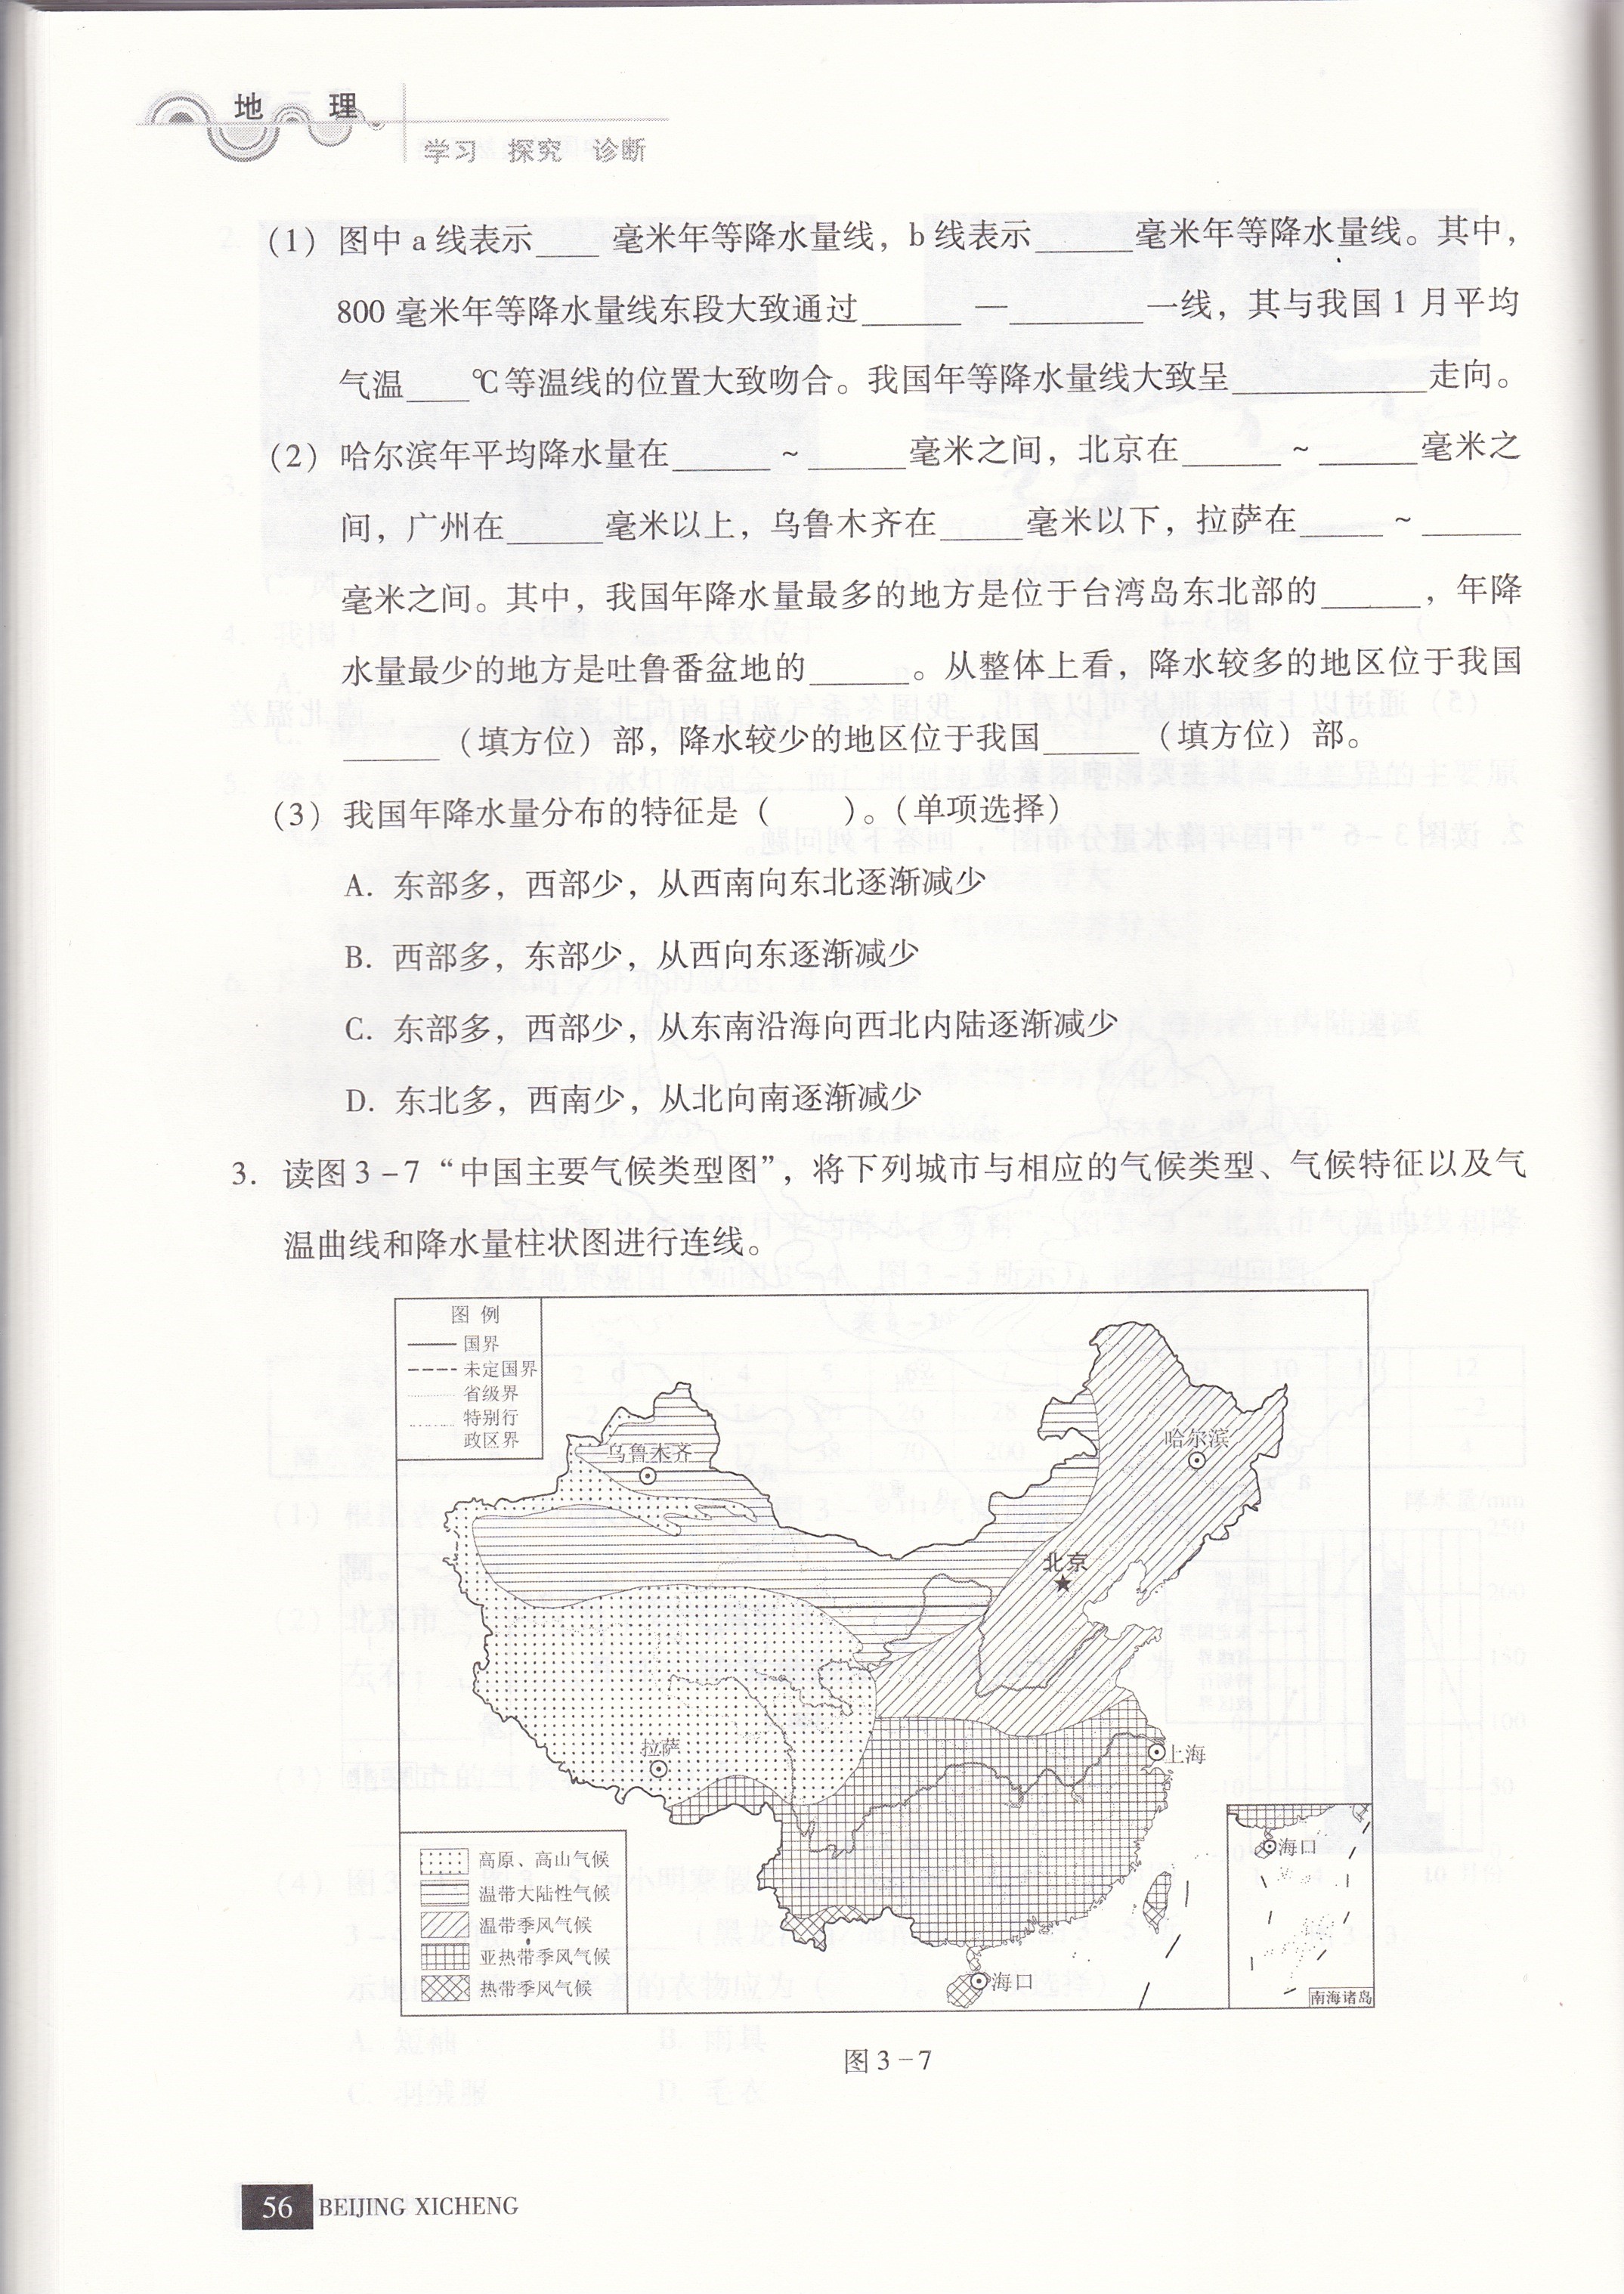 地 理
学习 探究 诊断
(1) 图中 a 线表示____ 毫米年等降水量线，b 线表示______毫米年等降水量线。其中，
800 毫米年等降水量线东段大致通过______ —________一线，其与我国 1 月平均
气温____℃等温线的位置大致吻合。我国年等降水量线大致呈____________走向。
(2) 哈尔滨年平均降水量在______ ~ ______毫米之间，北京在______ ~ ______毫米之
间，广州在______毫米以上，乌鲁木齐在_____毫米以下，拉萨在_____ ~ ______
毫米之间。其中，我国年降水量最多的地方是位于台湾岛东北部的______，年降
水量最少的地方是吐鲁番盆地的______。从整体上看，降水较多的地区位于我国
______（填方位）部，降水较少的地区位于我国______（填方位）部。
(3) 我国年降水量分布的特征是（　　）。（单项选择）
A. 东部多，西部少，从西南向东北逐渐减少
B. 西部多，东部少，从西向东逐渐减少
C. 东部多，西部少，从东南沿海向西北内陆逐渐减少
D. 东北多，西南少，从北向南逐渐减少
3. 读图 3－7 “中国主要气候类型图”，将下列城市与相应的气候类型、气候特征以及气
温曲线和降水量柱状图进行连线。
图 例
国界
未定国界
省级界
特别行
政区界
乌鲁木齐
哈尔滨
北京
拉萨
上海
海口
海口
南海诸岛
高原、高山气候
温带大陆性气候
温带季风气候
亚热带季风气候
热带季风气候
图 3－7
56 BEIJING XICHENG